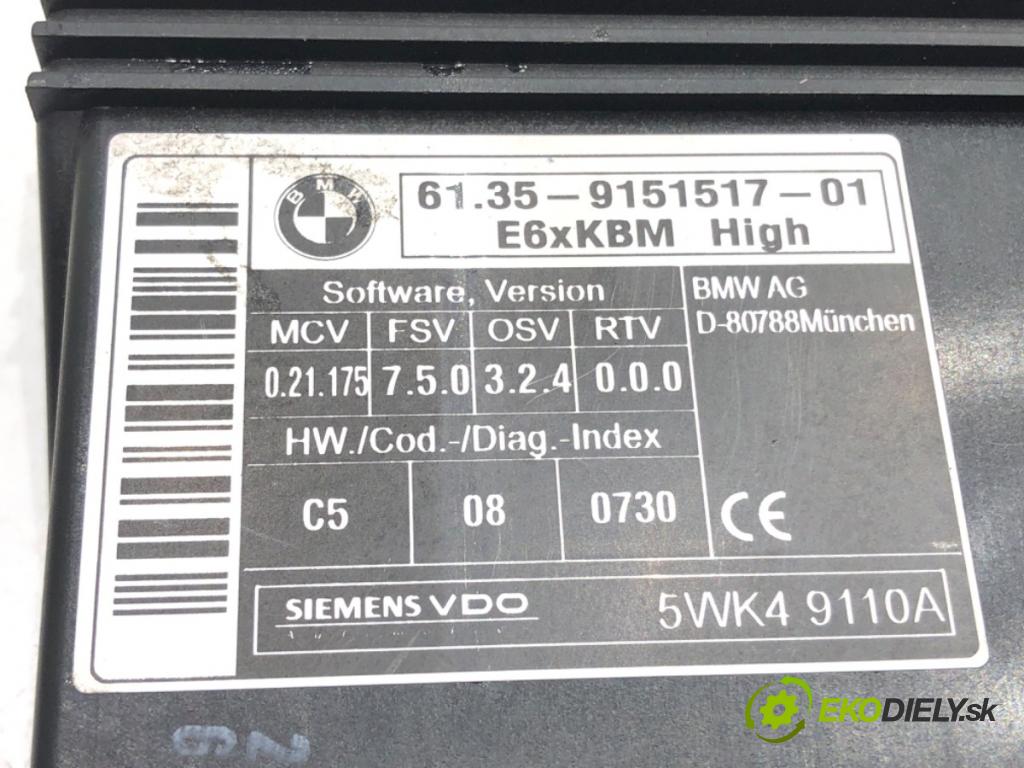 BMW
61.35-9151517-01
E6xKBM High
Software, Version
MCV FSV OSV RTV
0.21.175 7.5.0 3.2.4 0.0.0
BMW AG
D-80788München
HW./Cod.-/Diag.-Index
C5 08 0730
CE
SIEMENS VDO
5WK4 9110A
EKODIELY.sk